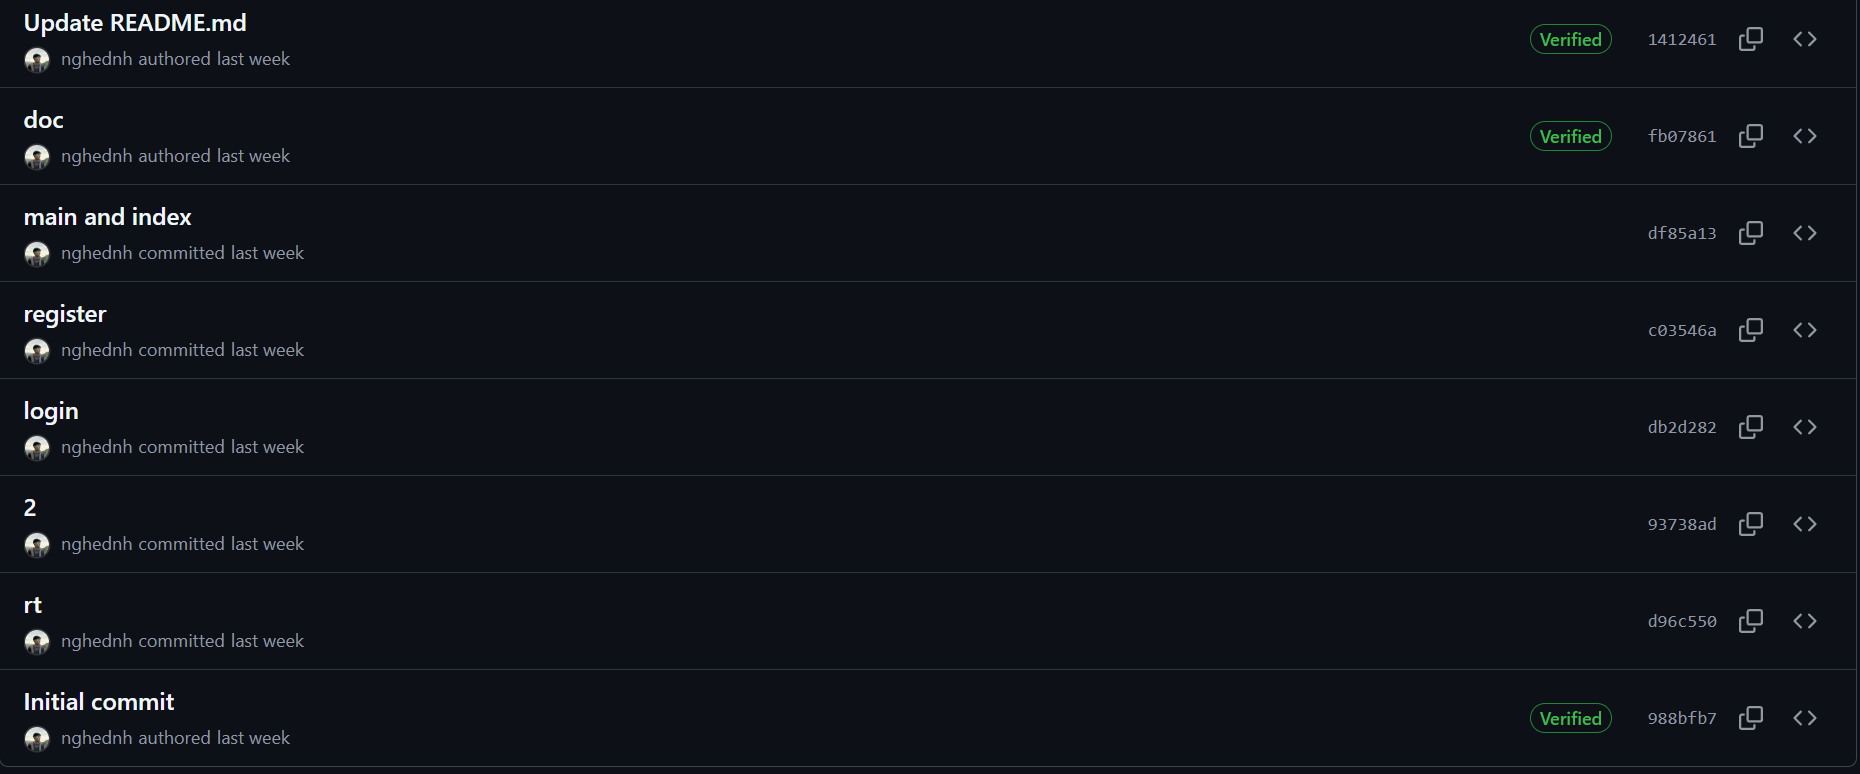 Update README.md
Verified 1412461
nghednh authored last week
doc
Verified fb07861
nghednh authored last week
main and index
df85a13
nghednh committed last week
register
c03546a
nghednh committed last week
login
db2d282
nghednh committed last week
2
93738ad
nghednh committed last week
rt
d96c550
nghednh committed last week
Initial commit
Verified 988bfb7
nghednh authored last week